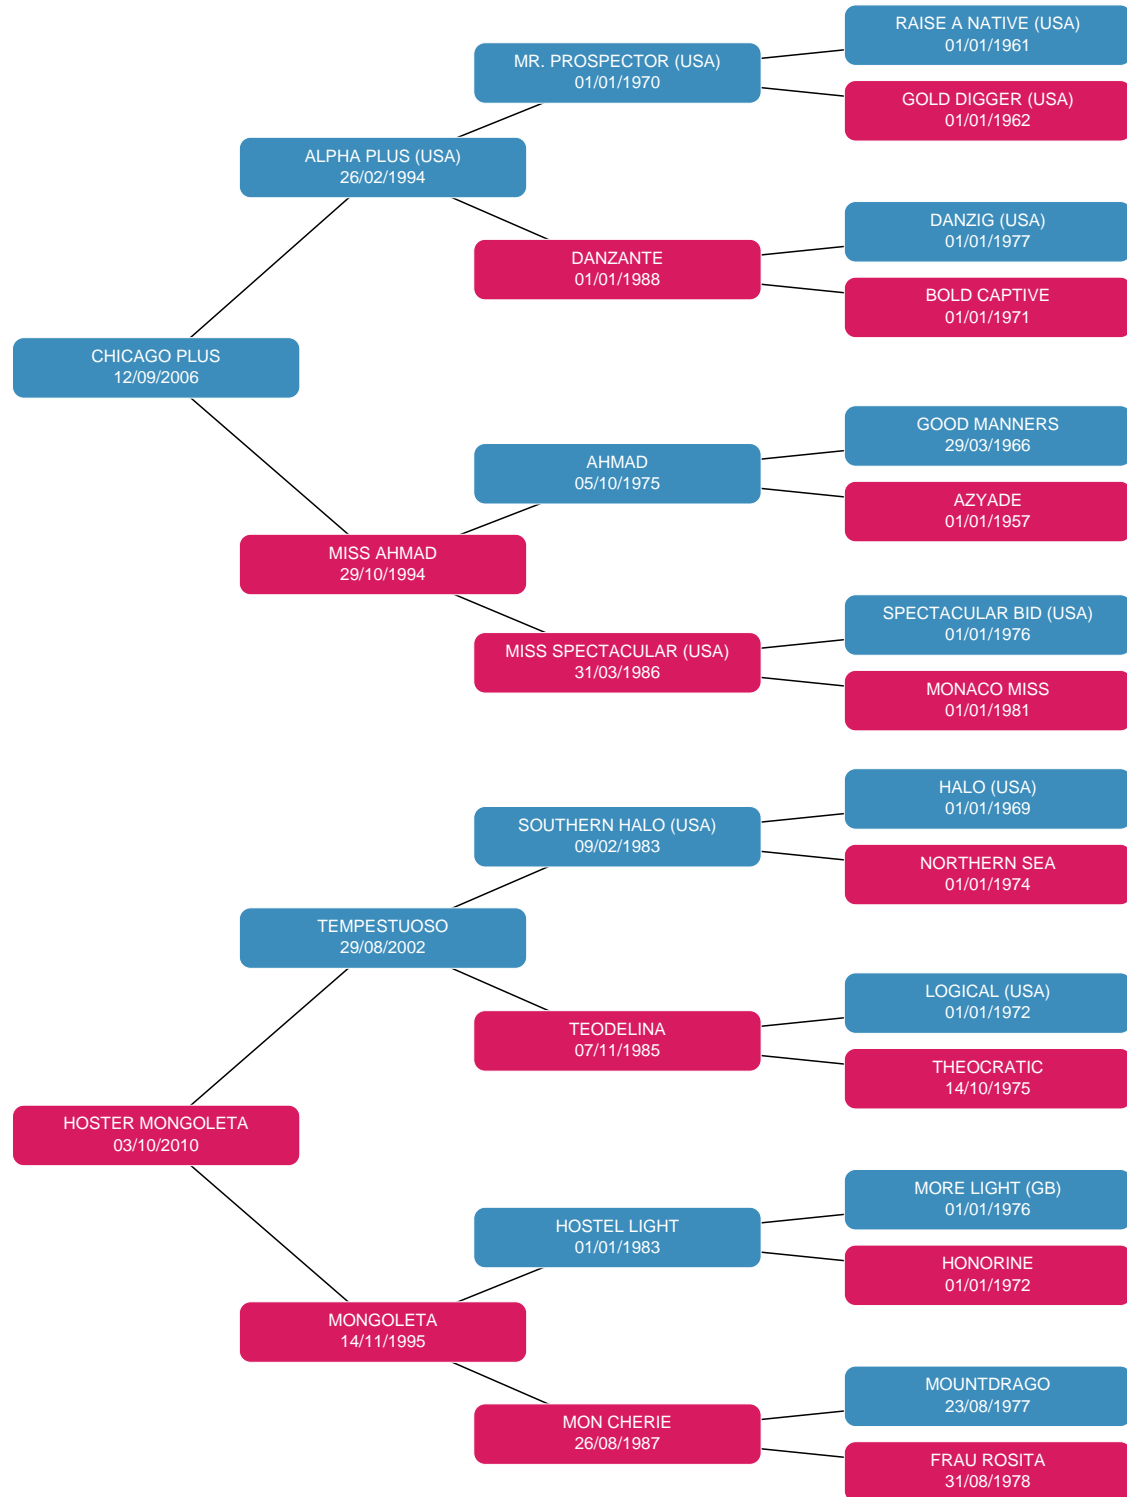 RAISE A NATIVE (USA)
01/01/1961
MR. PROSPECTOR (USA)
01/01/1970
GOLD DIGGER (USA)
01/01/1962
ALPHA PLUS (USA)
26/02/1994
DANZIG (USA)
01/01/1977
DANZANTE
01/01/1988
BOLD CAPTIVE
01/01/1971
CHICAGO PLUS
12/09/2006
GOOD MANNERS
29/03/1966
AHMAD
05/10/1975
AZYADE
01/01/1957
MISS AHMAD
29/10/1994
SPECTACULAR BID (USA)
01/01/1976
MISS SPECTACULAR (USA)
31/03/1986
MONACO MISS
01/01/1981
HALO (USA)
01/01/1969
SOUTHERN HALO (USA)
09/02/1983
NORTHERN SEA
01/01/1974
TEMPESTUOSO
29/08/2002
LOGICAL (USA)
01/01/1972
TEODELINA
07/11/1985
THEOCRATIC
14/10/1975
HOSTER MONGOLETA
03/10/2010
MORE LIGHT (GB)
01/01/1976
HOSTEL LIGHT
01/01/1983
HONORINE
01/01/1972
MONGOLETA
14/11/1995
MOUNTDRAGO
23/08/1977
MON CHERIE
26/08/1987
FRAU ROSITA
31/08/1978